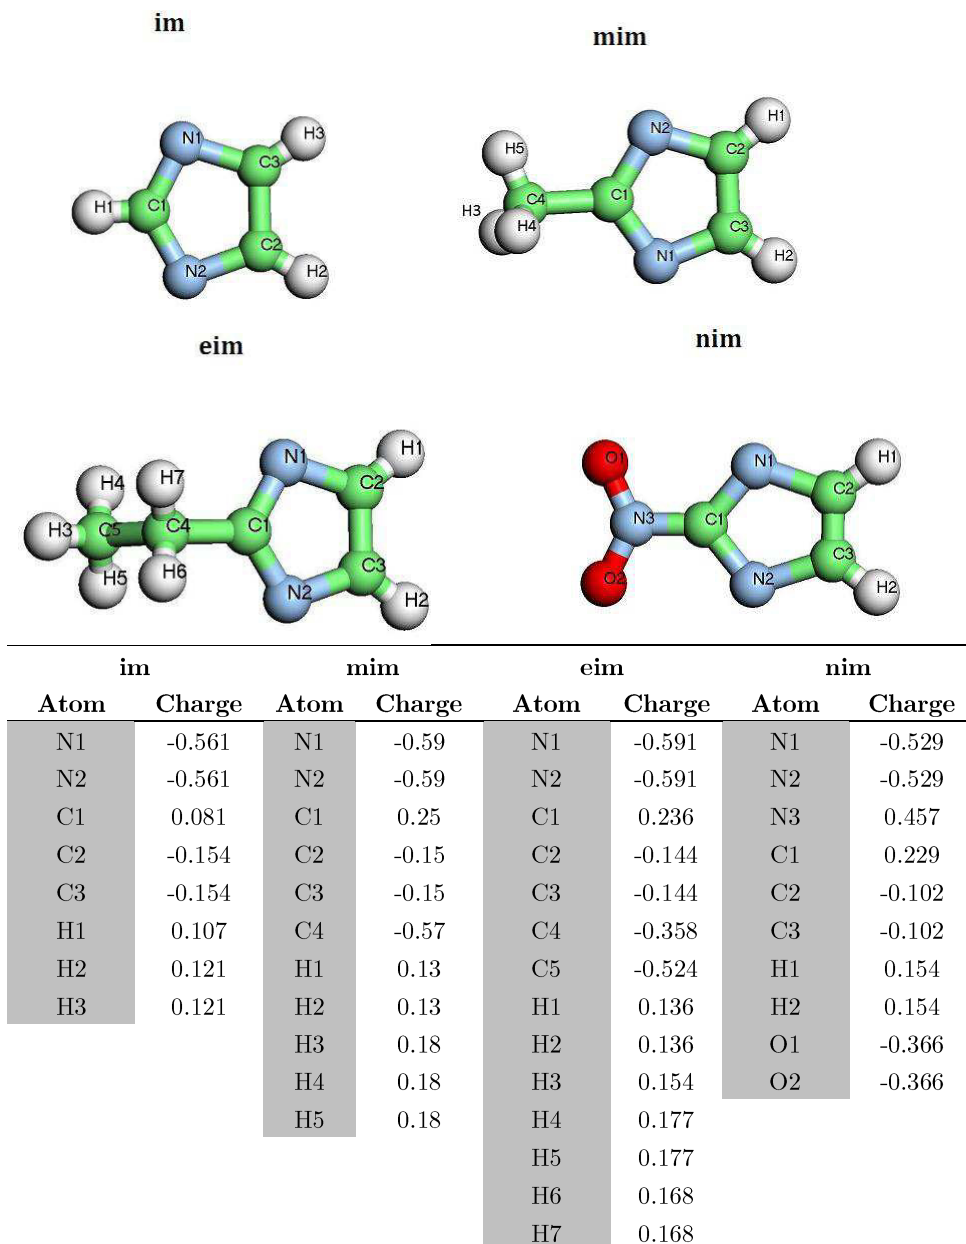 im
mim
N1
H3
C3
H1
C1
C2
N2
H2
H1
N2
C2
H5
C1
C4
H3
H4
C3
N1
H2
eim
nim
H1
N1
C2
H4
H7
H3
C5
C4
C1
C3
H5
H6
N2
H2
O1
N1
H1
C2
N3
C1
C3
O2
N2
H2
im mim eim nim
Atom Charge Atom Charge Atom Charge Atom Charge
N1 -0.561 N1 -0.59 N1 -0.591 N1 -0.529
N2 -0.561 N2 -0.59 N2 -0.591 N2 -0.529
C1 0.081 C1 0.25 C1 0.236 N3 0.457
C2 -0.154 C2 -0.15 C2 -0.144 C1 0.229
C3 -0.154 C3 -0.15 C3 -0.144 C2 -0.102
H1 0.107 C4 -0.57 C4 -0.358 C3 -0.102
H2 0.121 H1 0.13 C5 -0.524 H1 0.154
H3 0.121 H2 0.13 H1 0.136 H2 0.154
H3 0.18 H2 0.136 O1 -0.366
H4 0.18 H3 0.154 O2 -0.366
H5 0.18 H4 0.177
H5 0.177
H6 0.168
H7 0.168